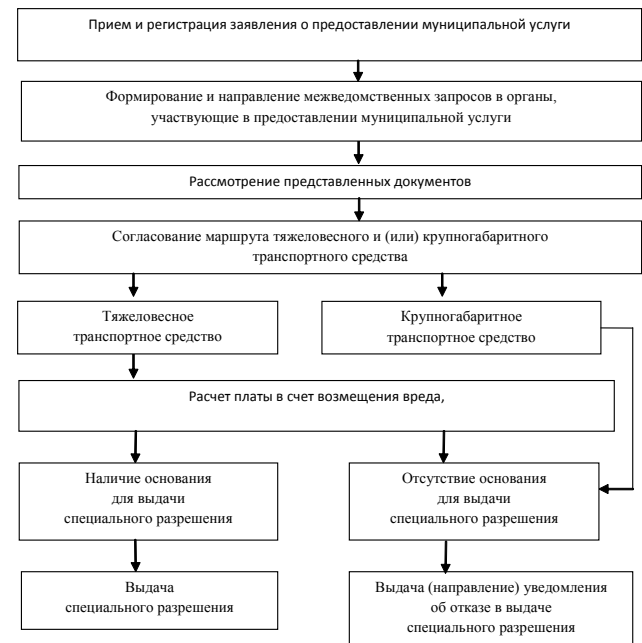 Прием и регистрация заявления о предоставлении муниципальной услуги
Формирование и направление межведомственных запросов в органы,
участвующие в предоставлении муниципальной услуги
Рассмотрение представленных документов
Согласование маршрута тяжеловесного и (или) крупногабаритного
транспортного средства
Тяжеловесное
транспортное средство
Крупногабаритное
транспортное средство
Расчет платы в счет возмещения вреда,
Наличие основания
для выдачи
специального разрешения
Отсутствие основания
для выдачи
специального разрешения
Выдача
специального разрешения
Выдача (направление) уведомления
об отказе в выдаче
специального разрешения